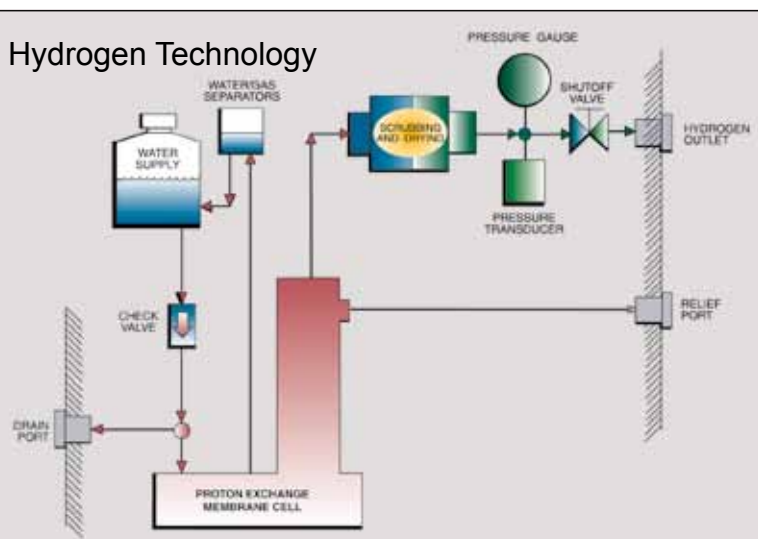 Hydrogen Technology
PRESSURE GAUGE
WATER/GAS
SEPARATORS
SHUTOFF
VALVE
WATER
SUPPLY
SCRUBBING
AND DRYING
HYDROGEN
OUTLET
PRESSURE
TRANSDUCER
CHECK
VALVE
RELIEF
PORT
DRAIN
PORT
PROTON EXCHANGE
MEMBRANE CELL